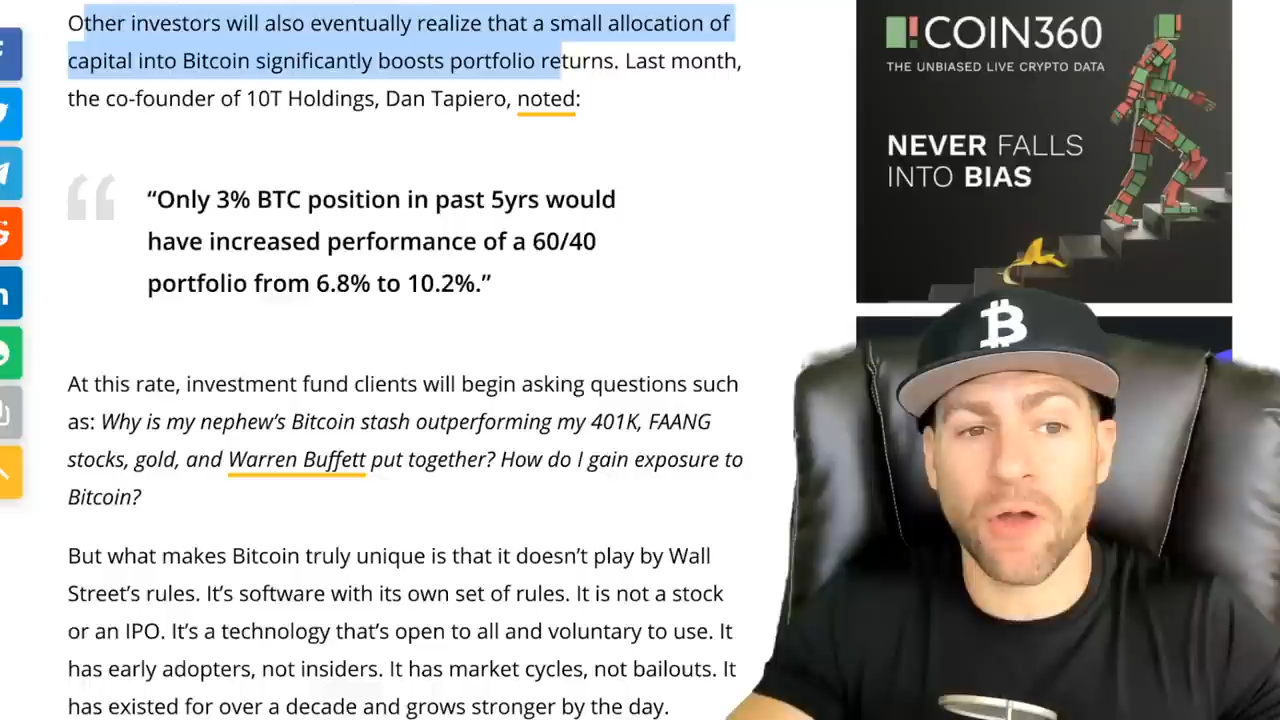 Other investors will also eventually realize that a small allocation of
capital into Bitcoin significantly boosts portfolio returns. Last month,
the co-founder of 10T Holdings, Dan Tapiero, noted:
“Only 3% BTC position in past 5yrs would
have increased performance of a 60/40
portfolio from 6.8% to 10.2%.”
At this rate, investment fund clients will begin asking questions such
as: Why is my nephew’s Bitcoin stash outperforming my 401K, FAANG
stocks, gold, and Warren Buffett put together? How do I gain exposure to
Bitcoin?
But what makes Bitcoin truly unique is that it doesn’t play by Wall
Street’s rules. It’s software with its own set of rules. It is not a stock
or an IPO. It’s a technology that’s open to all and voluntary to use. It
has early adopters, not insiders. It has market cycles, not bailouts. It
has existed for over a decade and grows stronger by the day.
COIN360
THE UNBIASED LIVE CRYPTO DATA
NEVER FALLS
INTO BIAS